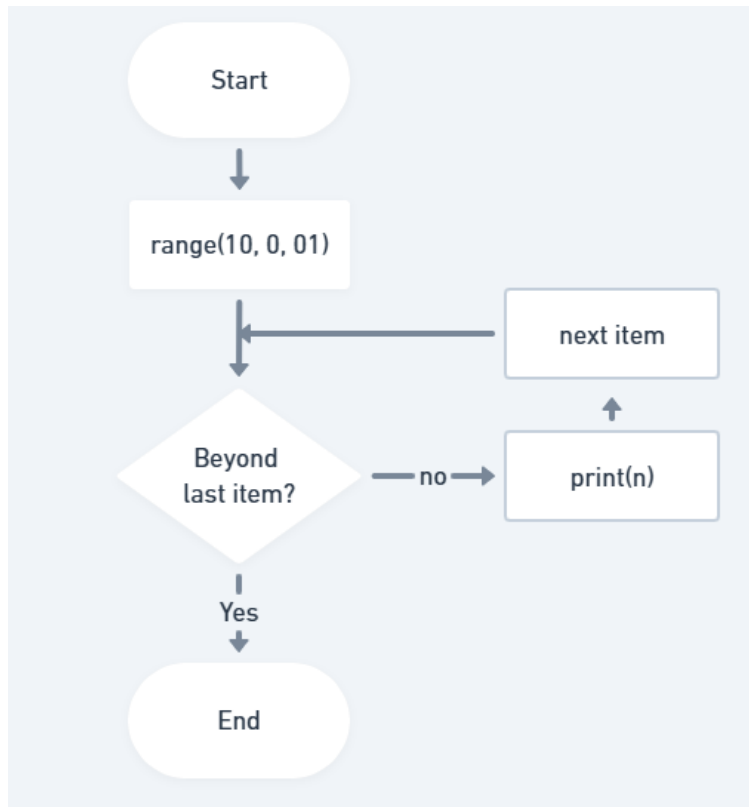 Start
range(10, 0, 01)
next item
Beyond
last item?
no
print(n)
Yes
End